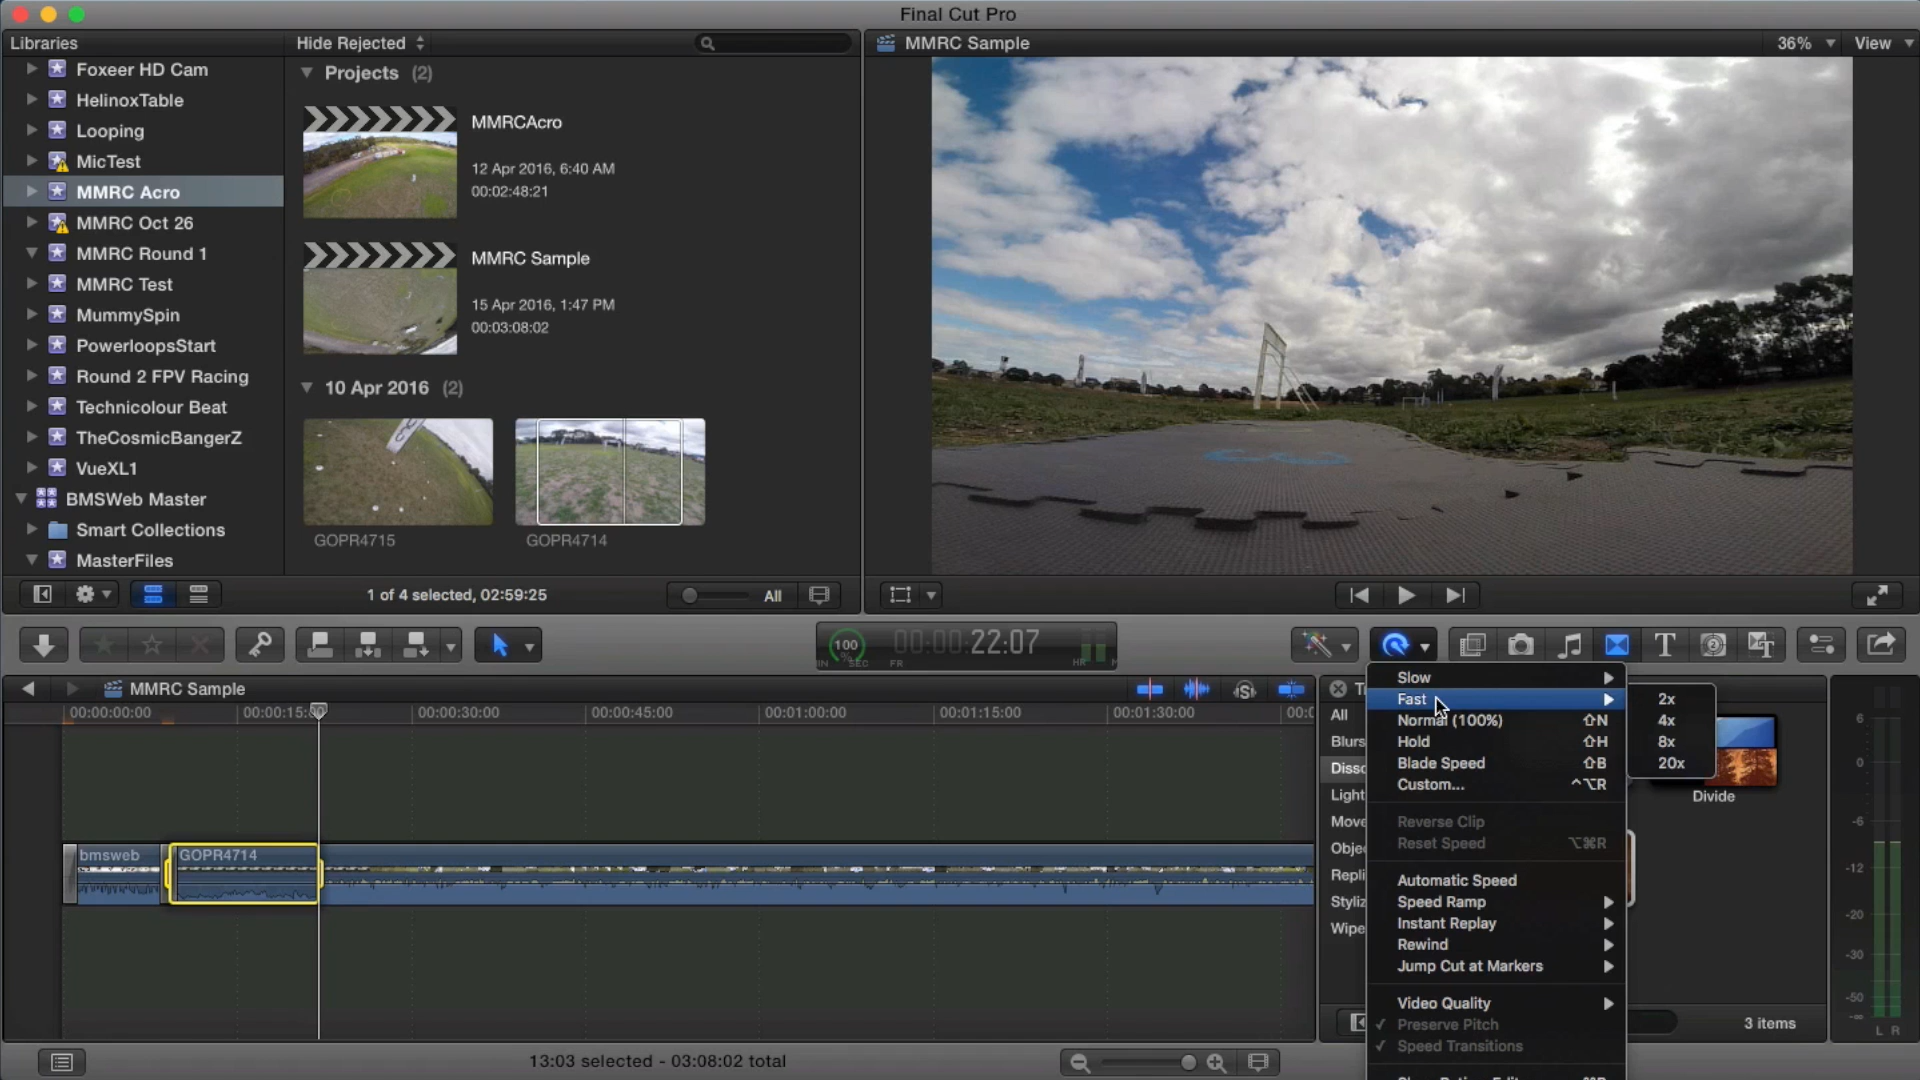 Final Cut Pro
Libraries
Hide Rejected
MMRC Sample
36%
View
Foxeer HD Cam
HelinoxTable
Looping
MicTest
MMRC Acro
MMRC Oct 26
MMRC Round 1
MMRC Test
MummySpin
PowerloopsStart
Round 2 FPV Racing
Technicolour Beat
TheCosmicBangerZ
VueXL1
BMSWeb Master
Smart Collections
MasterFiles
Projects (2)
MMRCAcro
12 Apr 2016, 6:40 AM
00:02:48:21
MMRC Sample
15 Apr 2016, 1:47 PM
00:03:08:02
10 Apr 2016 (2)
GOPR4715
GOPR4714
1 of 4 selected, 02:59:25
All
100
%
00:00:22:07
SEC FR
HR
MMRC Sample
00:00:00:00
00:00:30:00
00:00:45:00
00:01:00:00
00:01:15:00
00:01:30:00
bmsweb
GOPR4714
13:03 selected - 03:08:02 total
All
Blurs
Light
Move
Wipe
Divide
3 items
Slow
Fast
Normal (100%) ⇧N
Hold ⇧H
Blade Speed ⇧B
Custom... ^⌥R
Reverse Clip
Reset Speed ⌥⌘R
Automatic Speed
Speed Ramp
Instant Replay
Rewind
Jump Cut at Markers
Video Quality
✓ Preserve Pitch
✓ Speed Transitions
2x
4x
8x
20x
6
0
-6
-12
-20
-30
-50
-∞
L R